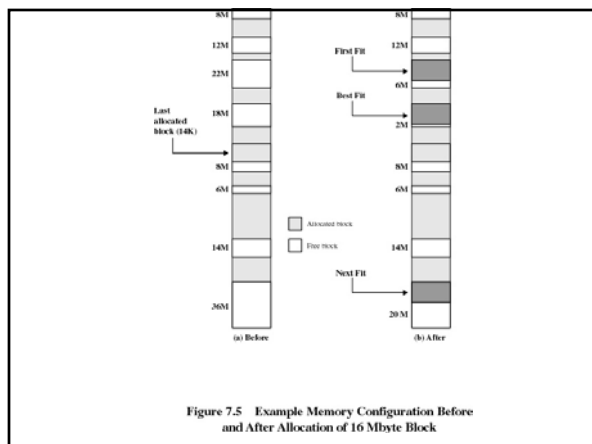 8M
12M
22M
18M
Last
allocated
block (14K)
8M
6M
14M
36M
(a) Before
Allocated block
Free block
8M
12M
First Fit
6M
Best Fit
2M
8M
6M
14M
Next Fit
20 M
(b) After
Figure 7.5 Example Memory Configuration Before
and After Allocation of 16 Mbyte Block